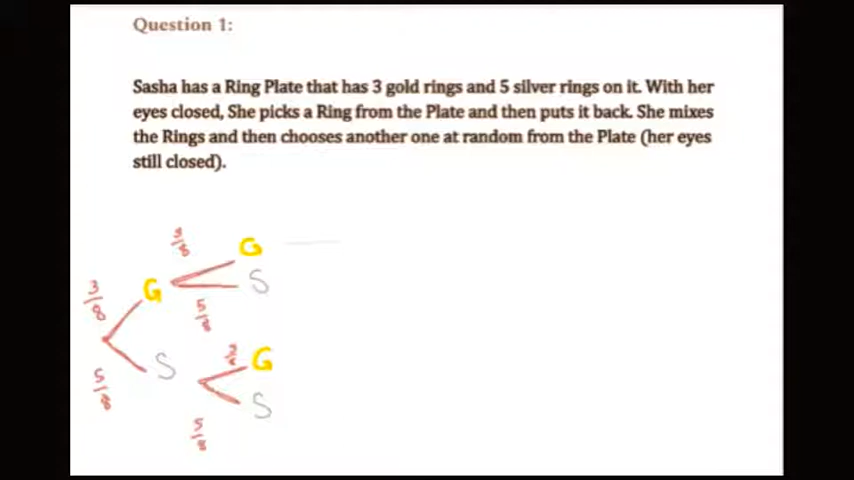 Question 1:
Sasha has a Ring Plate that has 3 gold rings and 5 silver rings on it. With her
eyes closed, She picks a Ring from the Plate and then puts it back. She mixes
the Rings and then chooses another one at random from the Plate (her eyes
still closed).
3/8 G
S
3/8 G
5/8
5/8 S
G
S
5/8